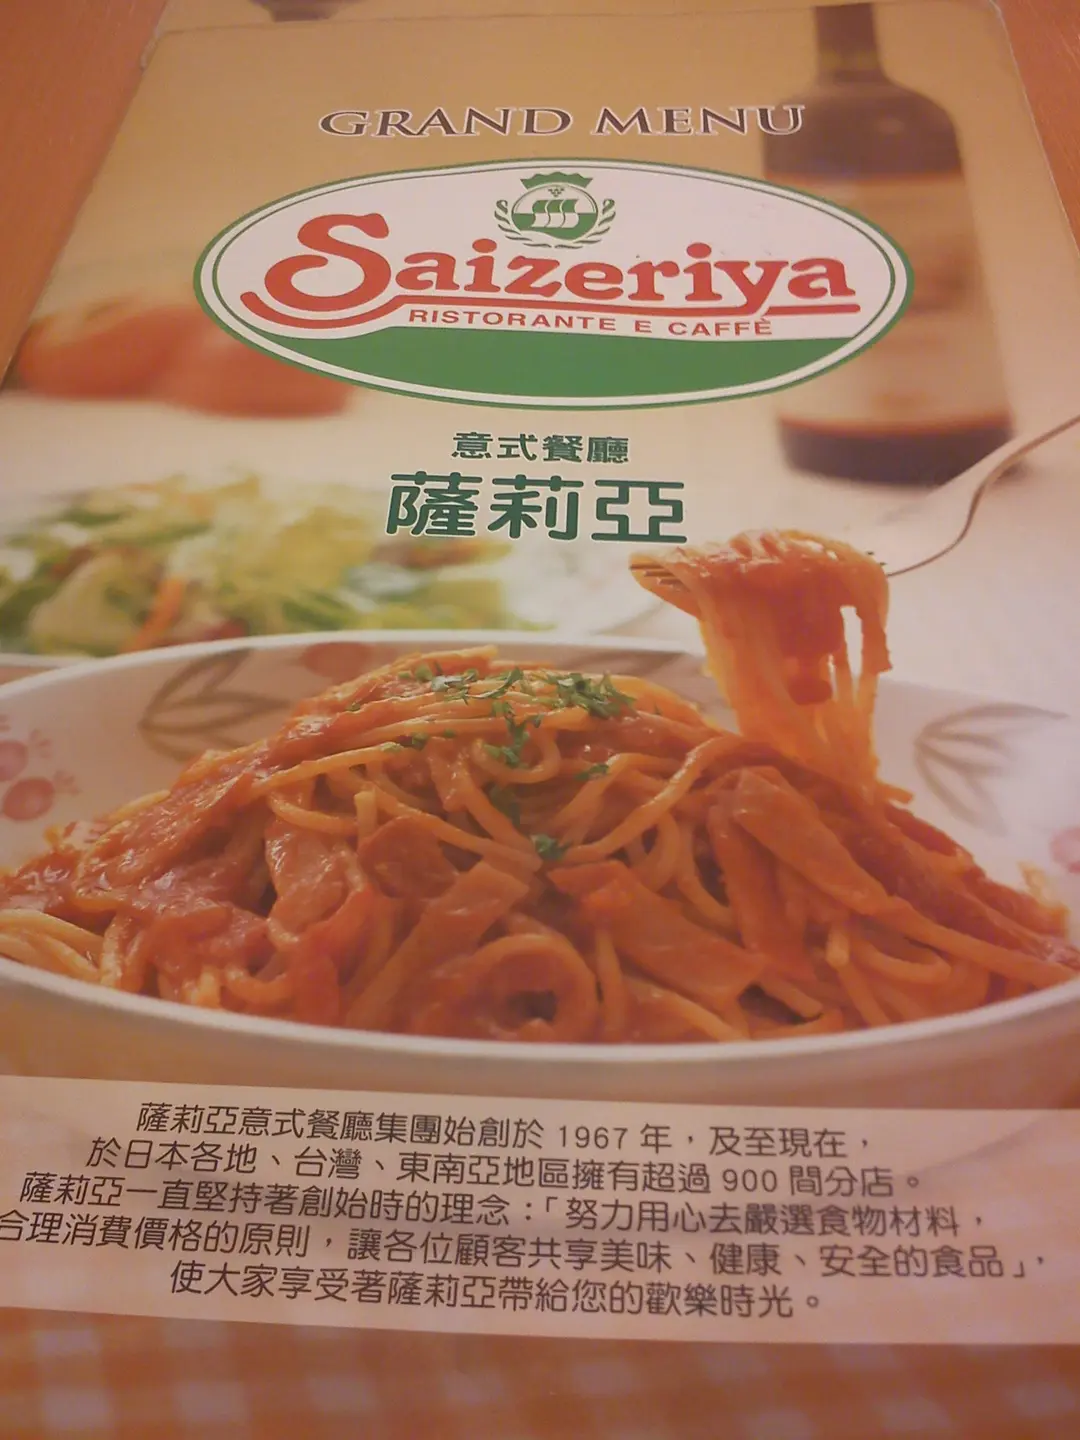 GRAND MENU
Saizeriya
RISTORANTE E CAFFÈ
意式餐廳
薩莉亞
薩莉亞意式餐廳集團始創於 1967 年，及至現在，
於日本各地、台灣、東南亞地區擁有超過 900 間分店。
薩莉亞一直堅持著創始時的理念：「努力用心去嚴選食物材料，
合理消費價格的原則，讓各位顧客共享美味、健康、安全的食品」，
使大家享受著薩莉亞帶給您的歡樂時光。